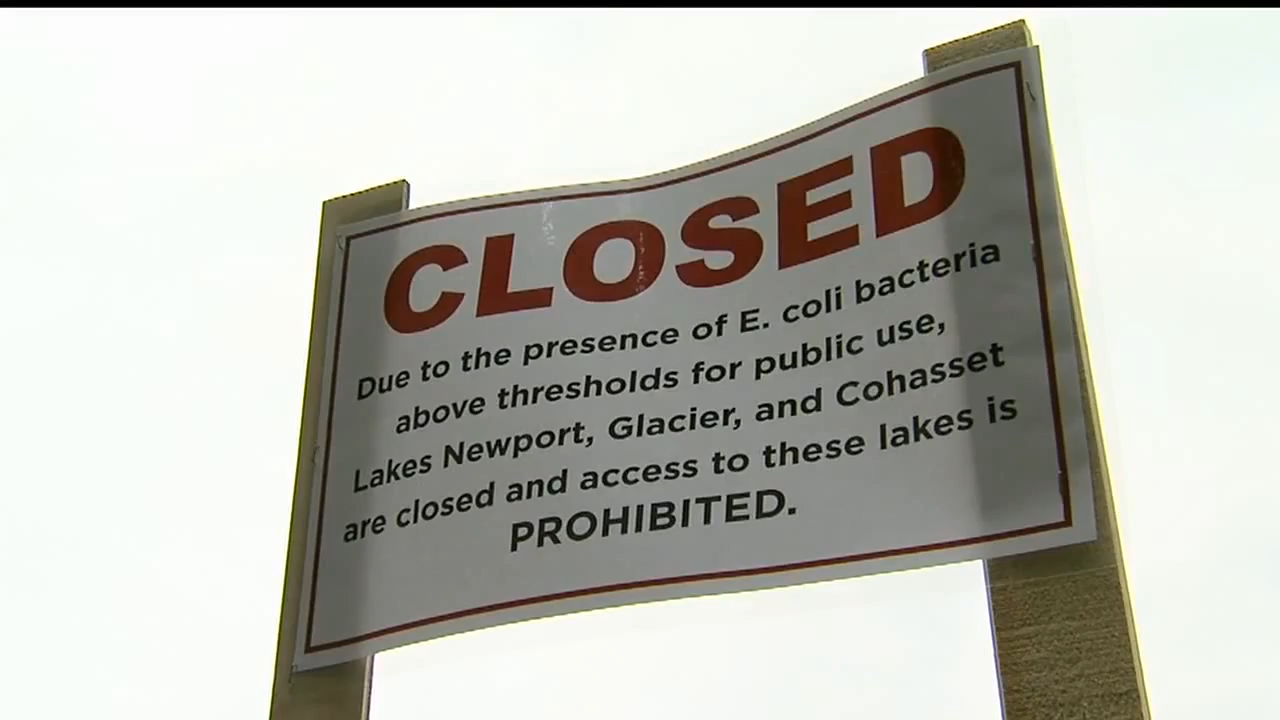 CLOSED
Due to the presence of E. coli bacteria
above thresholds for public use,
Lakes Newport, Glacier, and Cohasset
are closed and access to these lakes is
PROHIBITED.